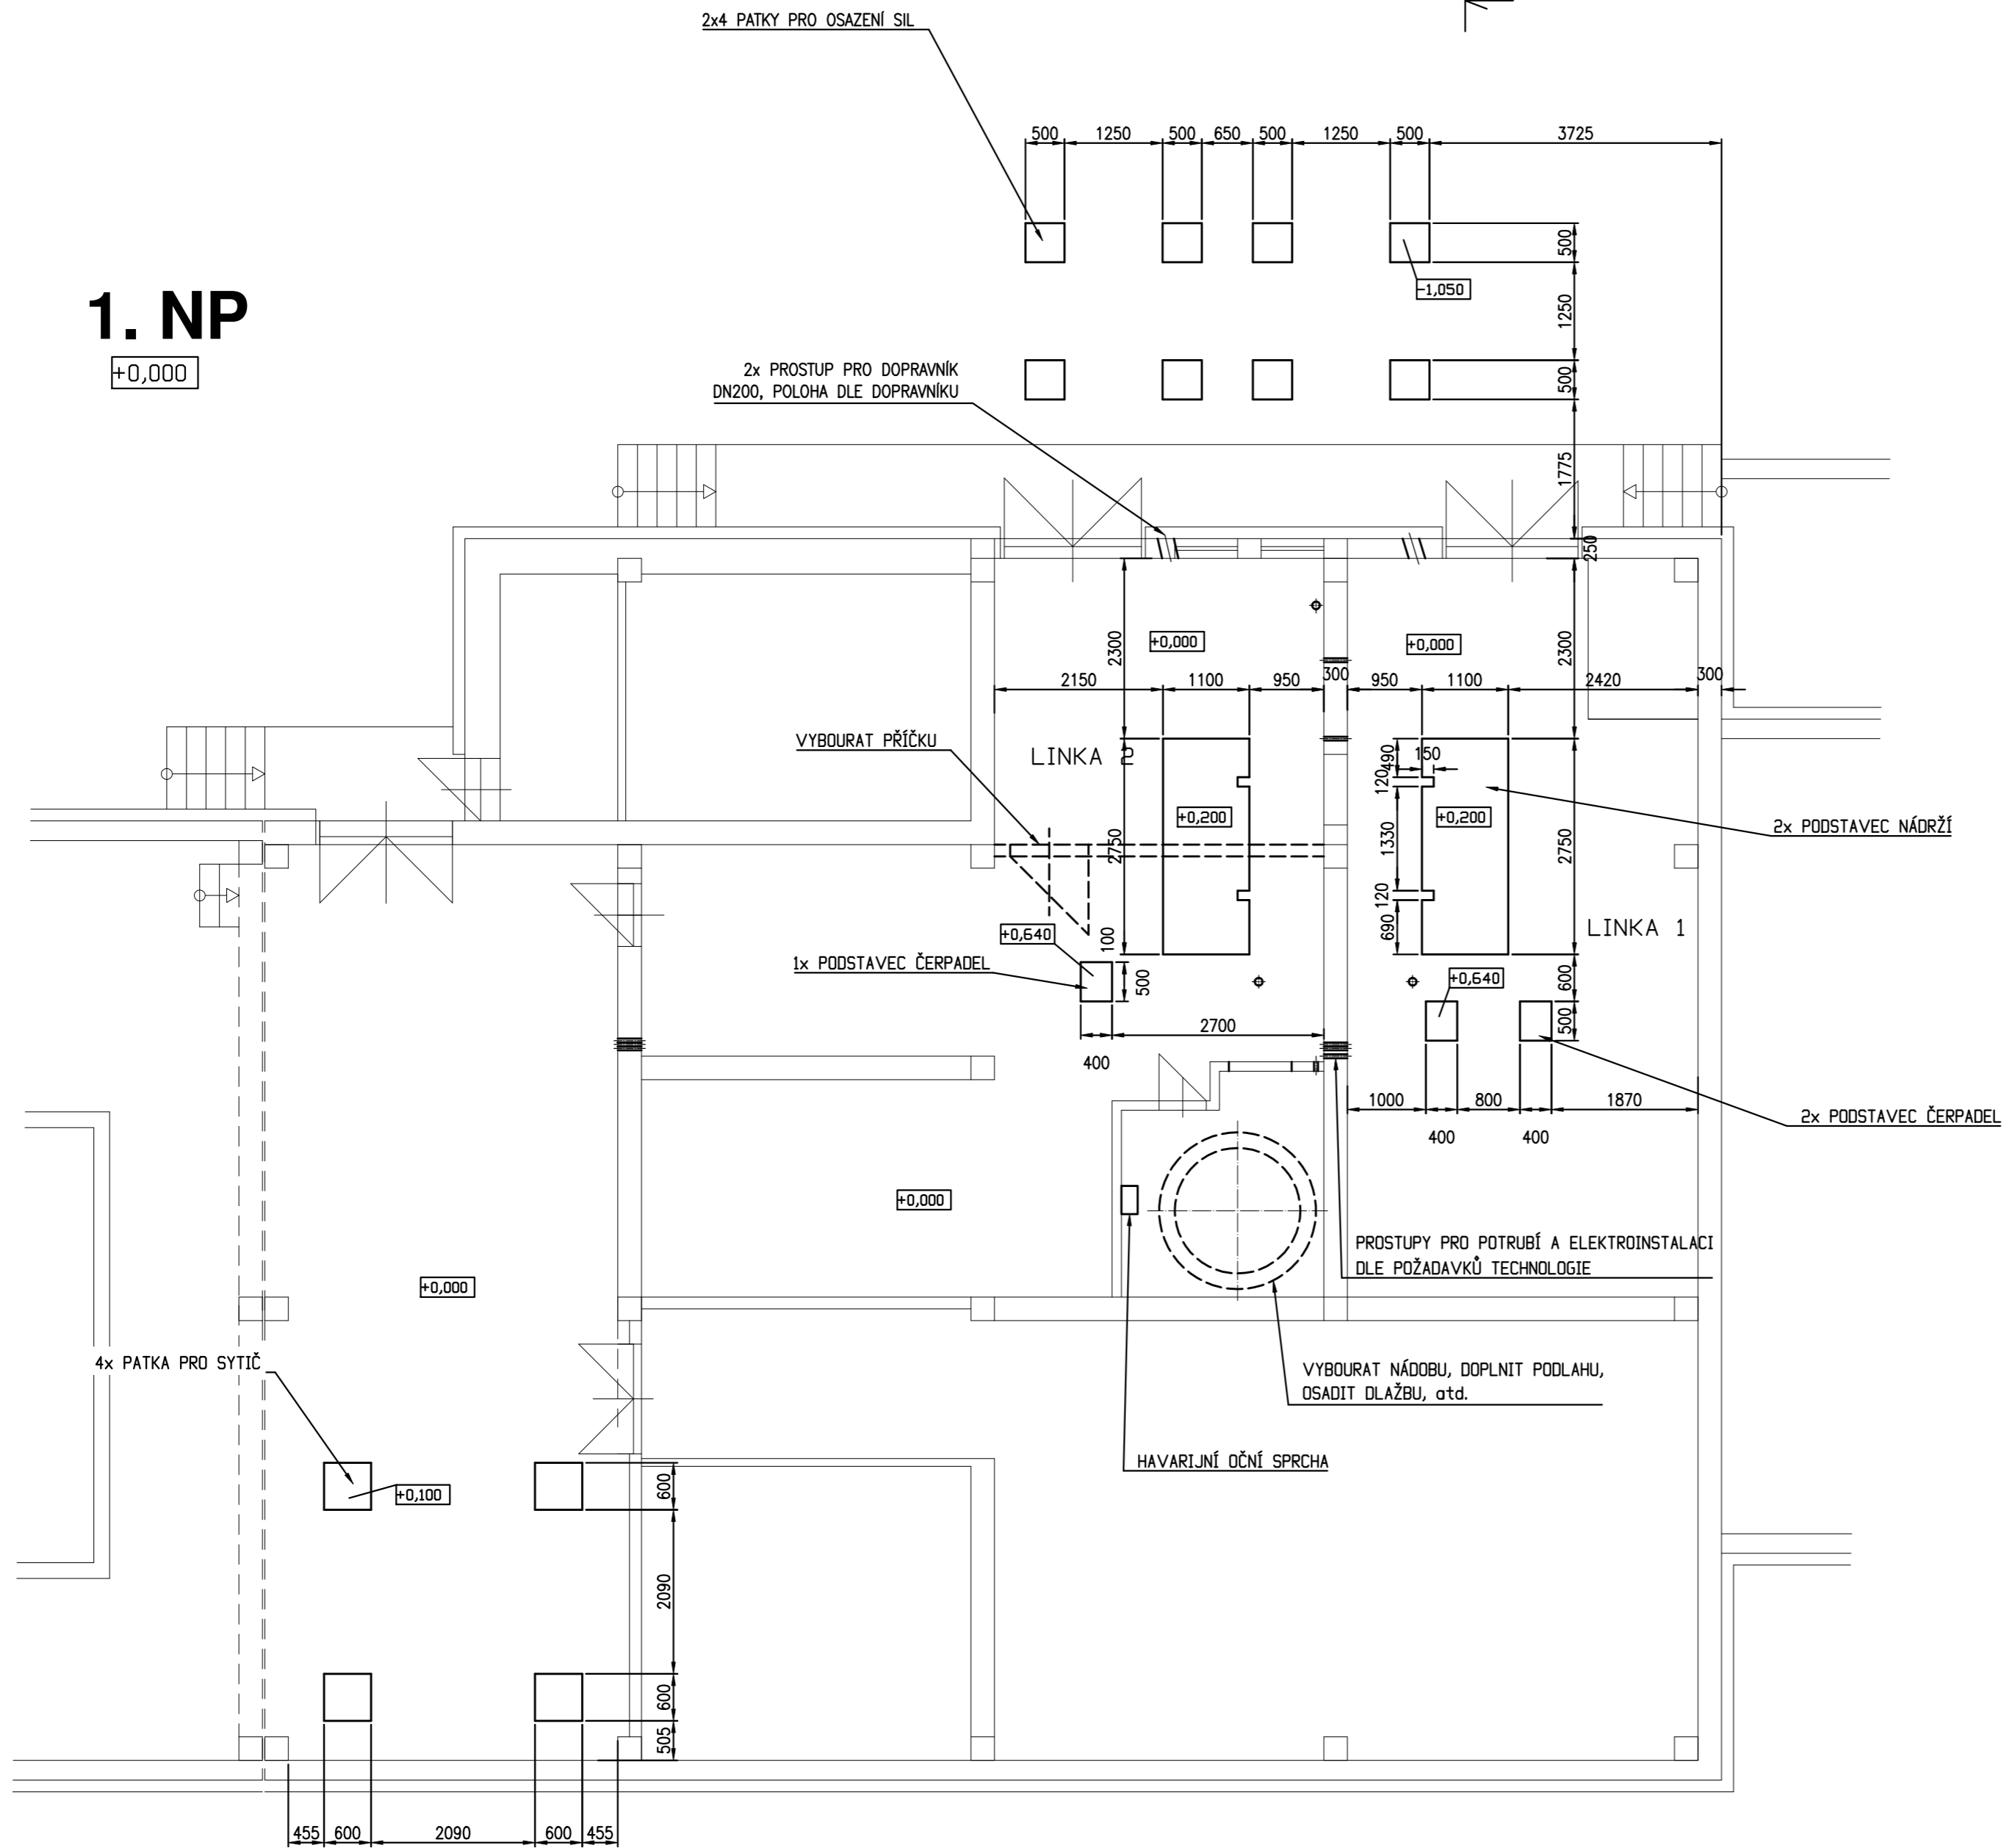 2x4 PATKY PRO OSAZENÍ SIL
500 1250 500 650 500 1250 500 3725
500
-1,050
1250
1. NP
+0,000
2x PROSTUP PRO DOPRAVNÍK
DN200, POLOHA DLE DOPRAVNÍKU
500
1775
250
2300
+0,000
+0,000
2300
2150 1100 950 300 950 1100 2420 300
VYBOURAT PŘÍČKU
LINKA 2
490
150
120
+0,200
+0,200
2x PODSTAVEC NÁDRŽÍ
2750
1330
2750
120
690
LINKA 1
+0,640
100
1x PODSTAVEC ČERPADEL
500
+0,640
600
500
2700
400
1000 800 1870
2x PODSTAVEC ČERPADEL
400 400
+0,000
PROSTUPY PRO POTRUBÍ A ELEKTROINSTALACI
DLE POŽADAVKŮ TECHNOLOGIE
+0,000
4x PATKA PRO SYTIČ
VYBOURAT NÁDOBU, DOPLNIT PODLAHU,
OSADIT DLAŽBU, atd.
HAVARIJNÍ OČNÍ SPRCHA
+0,100
600
2090
600
505
455 600 2090 600 455